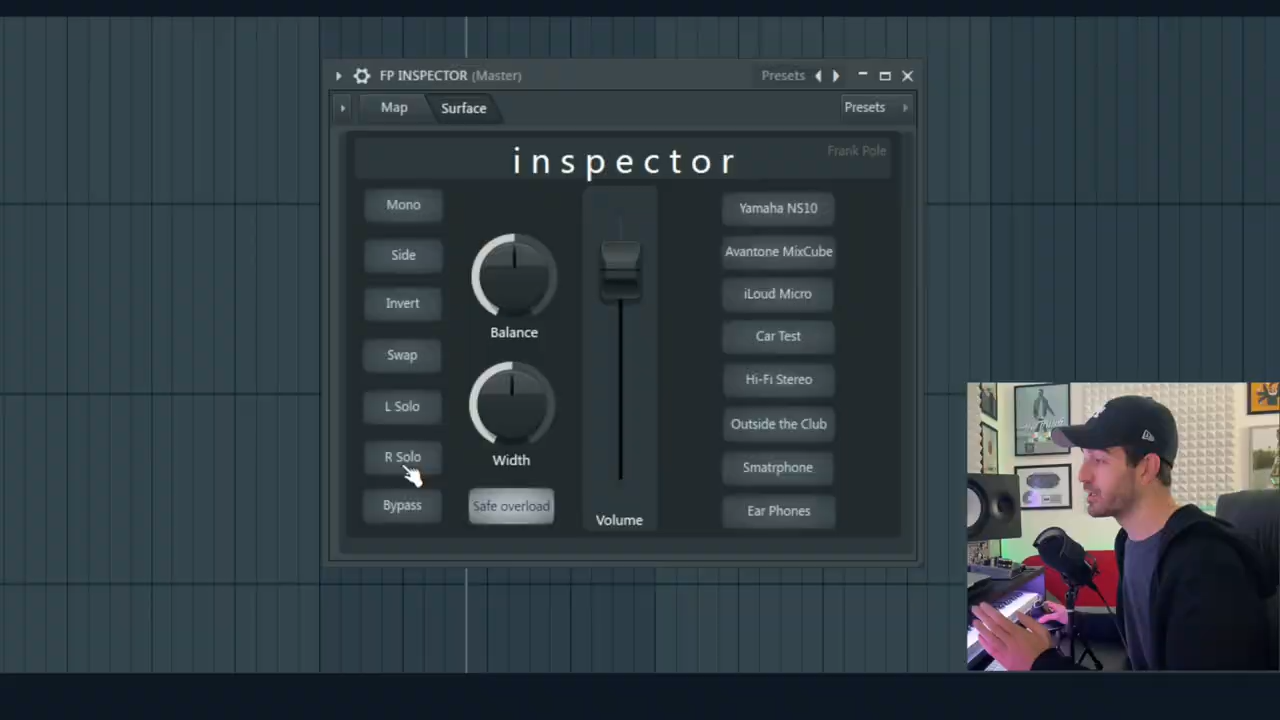 FP INSPECTOR (Master)
Presets
Map
Surface
Presets
inspector
Frank Pole
Mono
Side
Invert
Swap
L Solo
R Solo
Bypass
Balance
Width
Safe overload
Volume
Yamaha NS10
Avantone MixCube
iLoud Micro
Car Test
Hi-Fi Stereo
Outside the Club
Smatrphone
Ear Phones